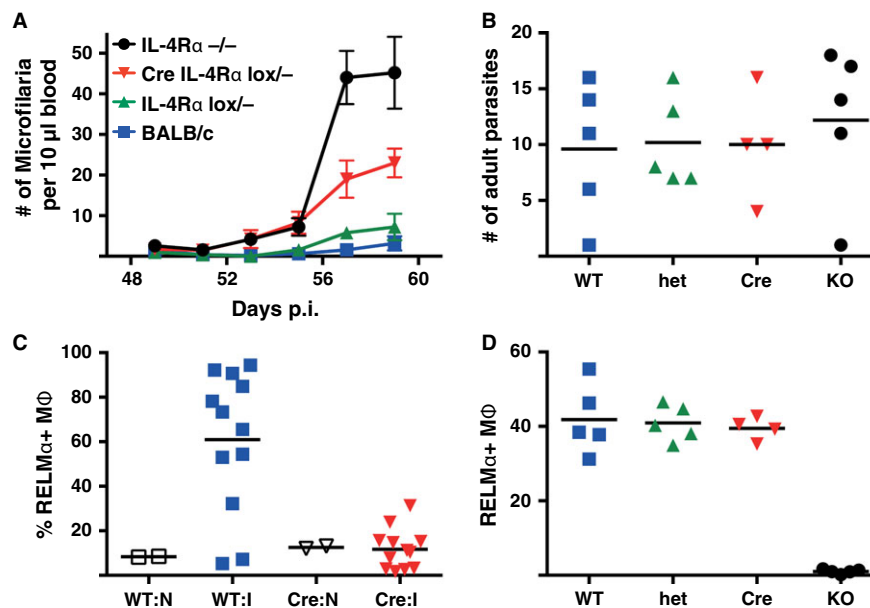 A
# of Microfilaria
per 10 µl blood
50
40
30
20
10
48
52
56
60
Days p.i.
IL-4Rα –/–
Cre IL-4Rα lox/–
IL-4Rα lox/–
BALB/c
B
# of adult parasites
20
15
10
5
WT
het
Cre
KO
C
% RELMα+ MΦ
100
80
60
40
20
WT:N
WT:I
Cre:N
Cre:I
D
RELMα+ MΦ
60
40
20
WT
het
Cre
KO